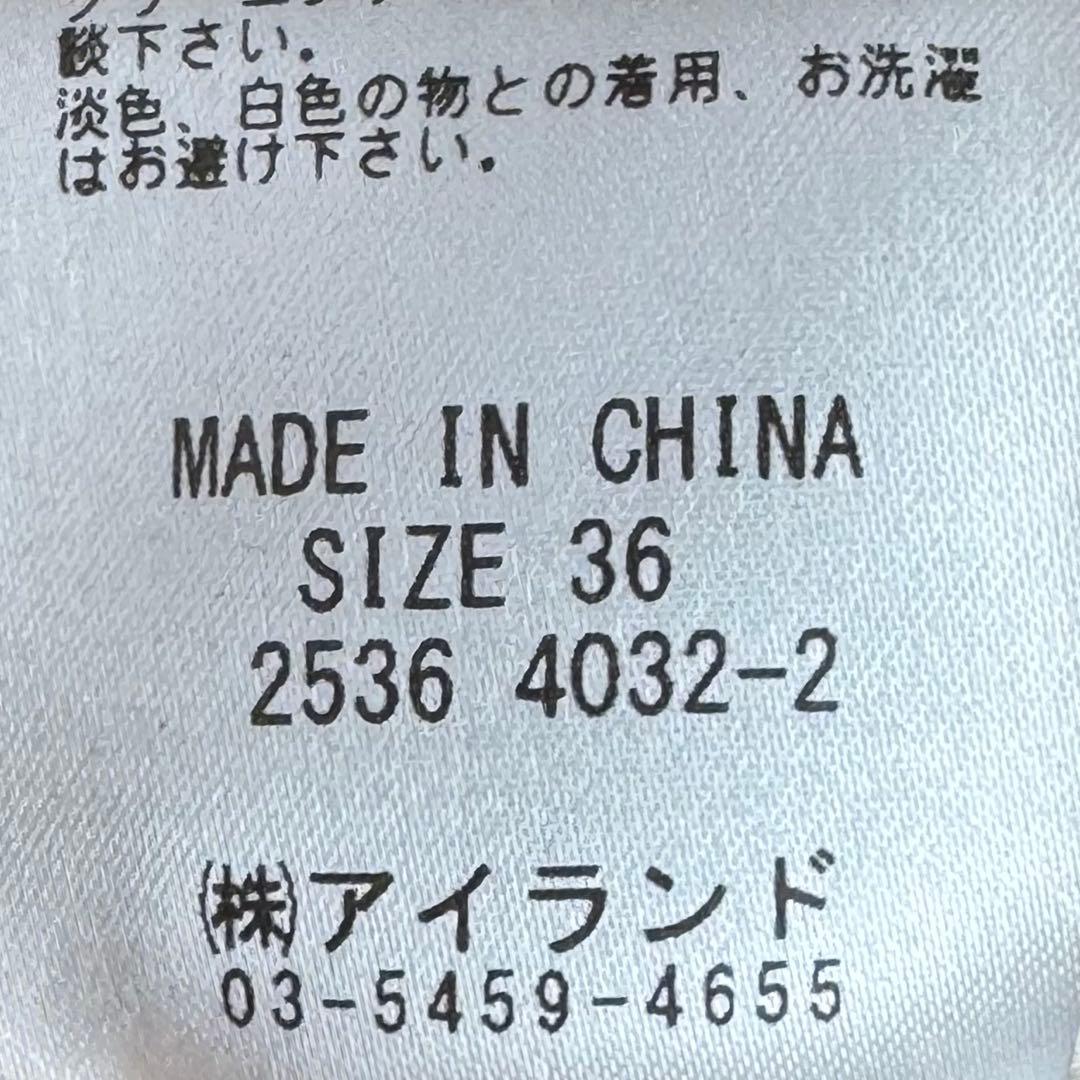 談下さい.
淡色、白色の物との着用、お洗濯
はお避け下さい.
MADE IN CHINA
SIZE 36
2536 4032-2
㈱アイランド
03-5459-4655